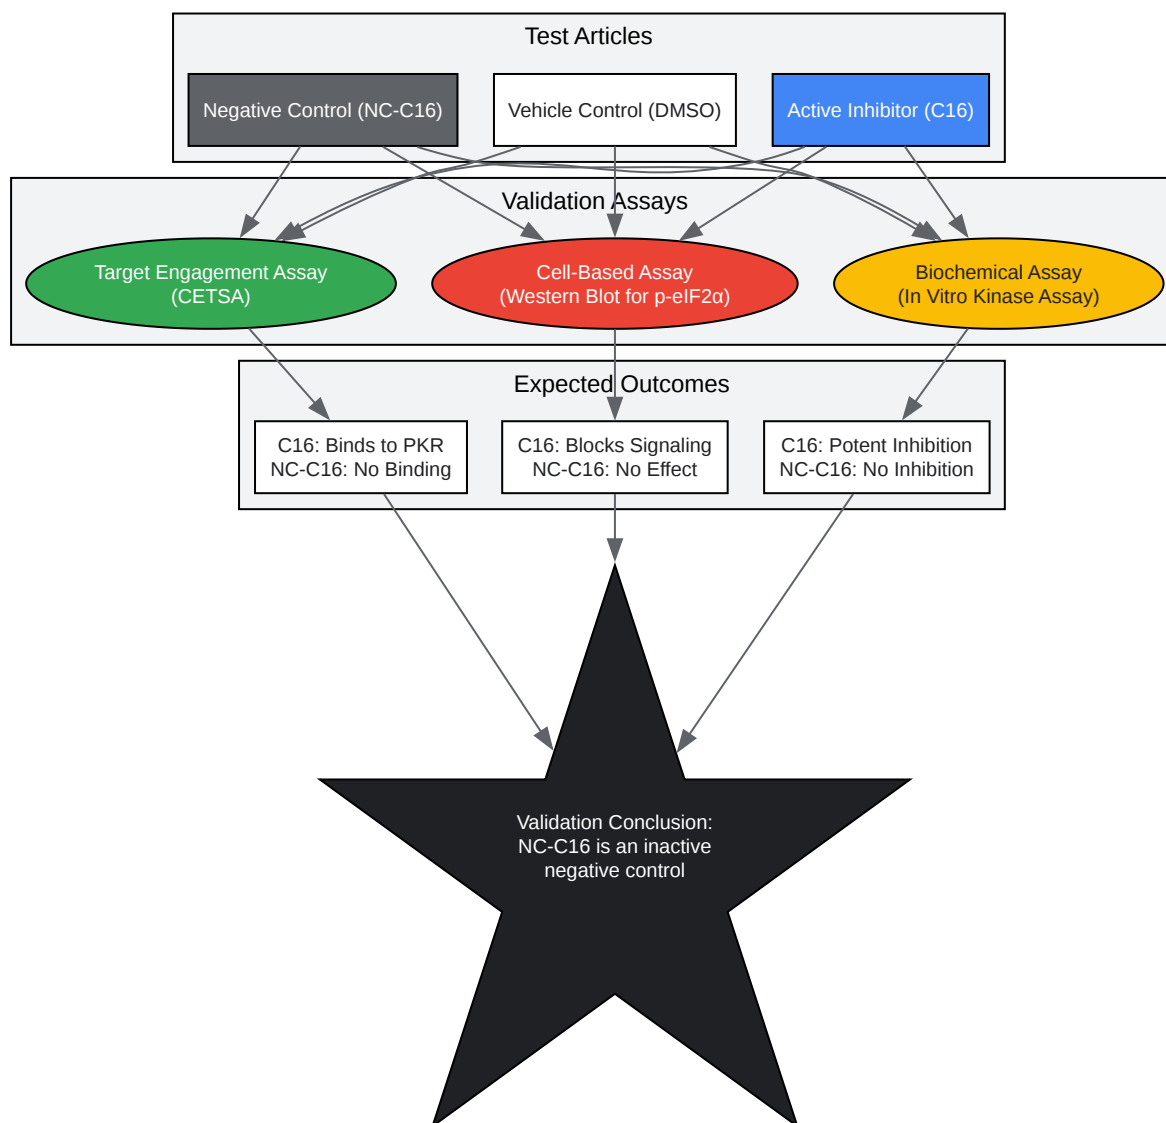 Test Articles
Negative Control (NC-C16)
Vehicle Control (DMSO)
Active Inhibitor (C16)
Validation Assays
Target Engagement Assay
(CETSA)
Cell-Based Assay
(Western Blot for p-eIF2α)
Biochemical Assay
(In Vitro Kinase Assay)
Expected Outcomes
C16: Binds to PKR
NC-C16: No Binding
C16: Blocks Signaling
NC-C16: No Effect
C16: Potent Inhibition
NC-C16: No Inhibition
Validation Conclusion:
NC-C16 is an inactive
negative control